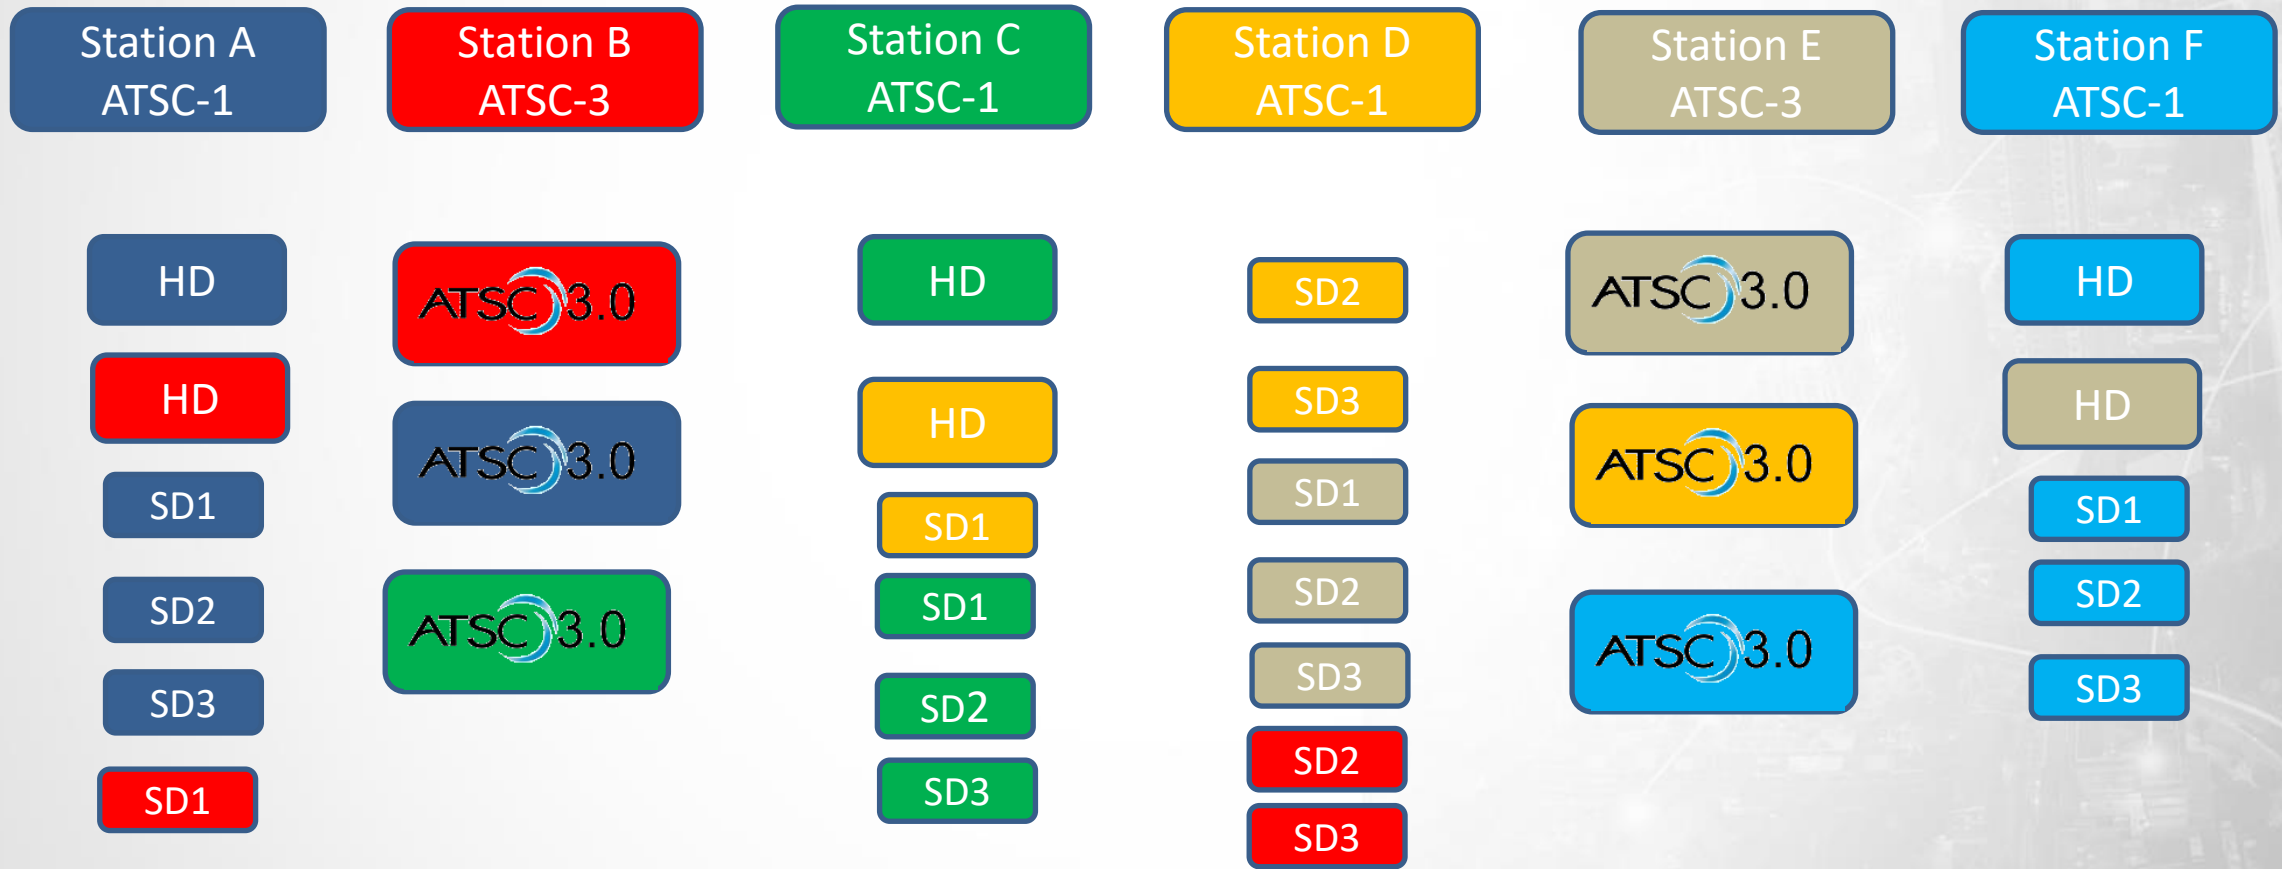 Station A
ATSC-1
Station B
ATSC-3
Station C
ATSC-1
Station D
ATSC-1
Station E
ATSC-3
Station F
ATSC-1
HD
HD
SD1
SD2
SD3
SD1
ATSC 3.0
ATSC 3.0
ATSC 3.0
HD
HD
SD1
SD1
SD2
SD3
SD2
SD3
SD1
SD2
SD3
SD2
SD3
ATSC 3.0
ATSC 3.0
ATSC 3.0
HD
HD
SD1
SD2
SD3